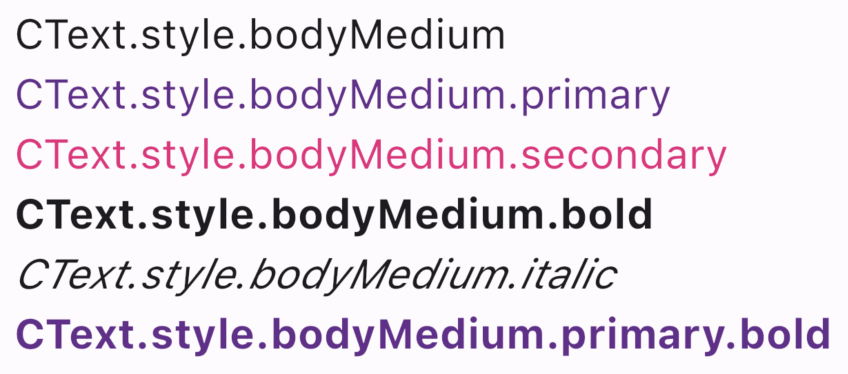 CText.style.bodyMedium
CText.style.bodyMedium.primary
CText.style.bodyMedium.secondary
CText.style.bodyMedium.bold
CText.style.bodyMedium.italic
CText.style.bodyMedium.primary.bold